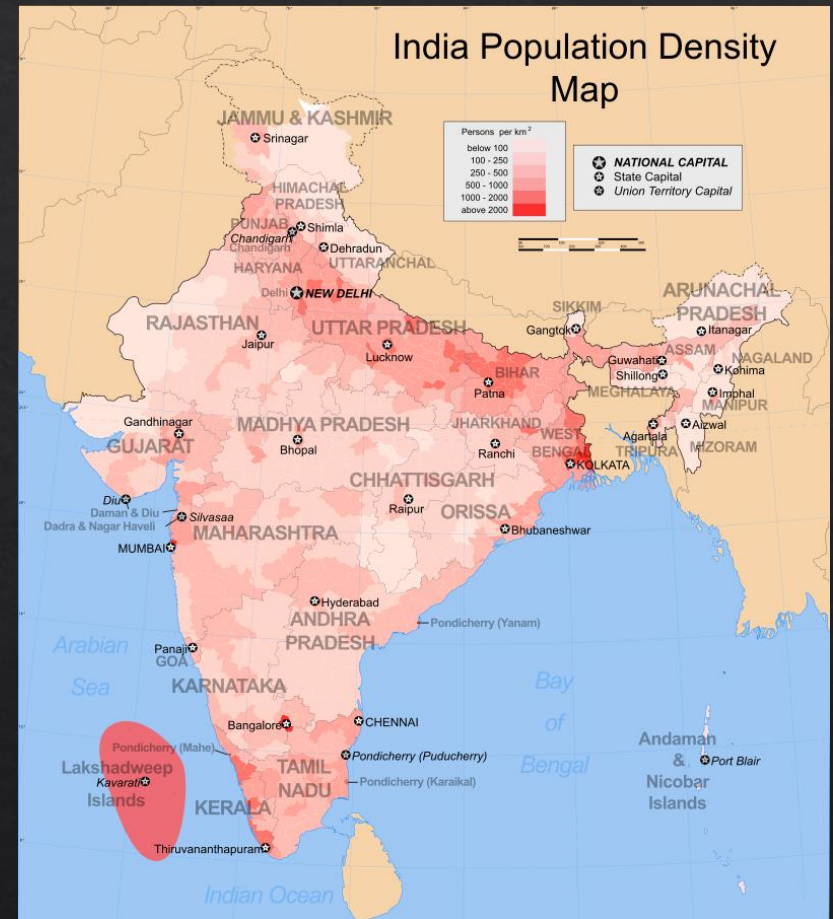 India Population Density
Map
Persons per km2
below 100
100 - 250
250 - 500
500 - 1000
1000 - 2000
above 2000
NATIONAL CAPITAL
State Capital
Union Territory Capital
JAMMU & KASHMIR
Srinagar
HIMACHAL
PRADESH
PUNJAB
Shimla
Chandigarh
Chandigarh
Dehradun
UTTARANCHAL
HARYANA
Delhi
NEW DELHI
RAJASTHAN
Jaipur
UTTAR PRADESH
Lucknow
SIKKIM
Gangtok
ARUNACHAL
PRADESH
Itanagar
ASSAM
Guwahati
NAGALAND
Kohima
Shillong
MEGHALAYA
Imphal
MANIPUR
BIHAR
Patna
Gandhinagar
GUJARAT
MADHYA PRADESH
Bhopal
JHARKHAND
Ranchi
WEST
BENGAL
KOLKATA
Agartala
TRIPURA
Aizwal
MIZORAM
CHHATTISGARH
Raipur
ORISSA
Bhubaneshwar
Diu
Daman & Diu
Dadra & Nagar Haveli
Silvasaa
MAHARASHTRA
MUMBAI
Hyderabad
ANDHRA
PRADESH
Pondicherry (Yanam)
Arabian
Sea
Panaji
GOA
KARNATAKA
Bay
of
Bengal
Bangalore
CHENNAI
Pondicherry (Mahe)
Pondicherry (Puducherry)
Lakshadweep
Kavarati
Islands
TAMIL
NADU
Pondicherry (Karaikal)
KERALA
Thiruvananthapuram
Andaman
&
Nicobar
Islands
Port Blair
Indian Ocean